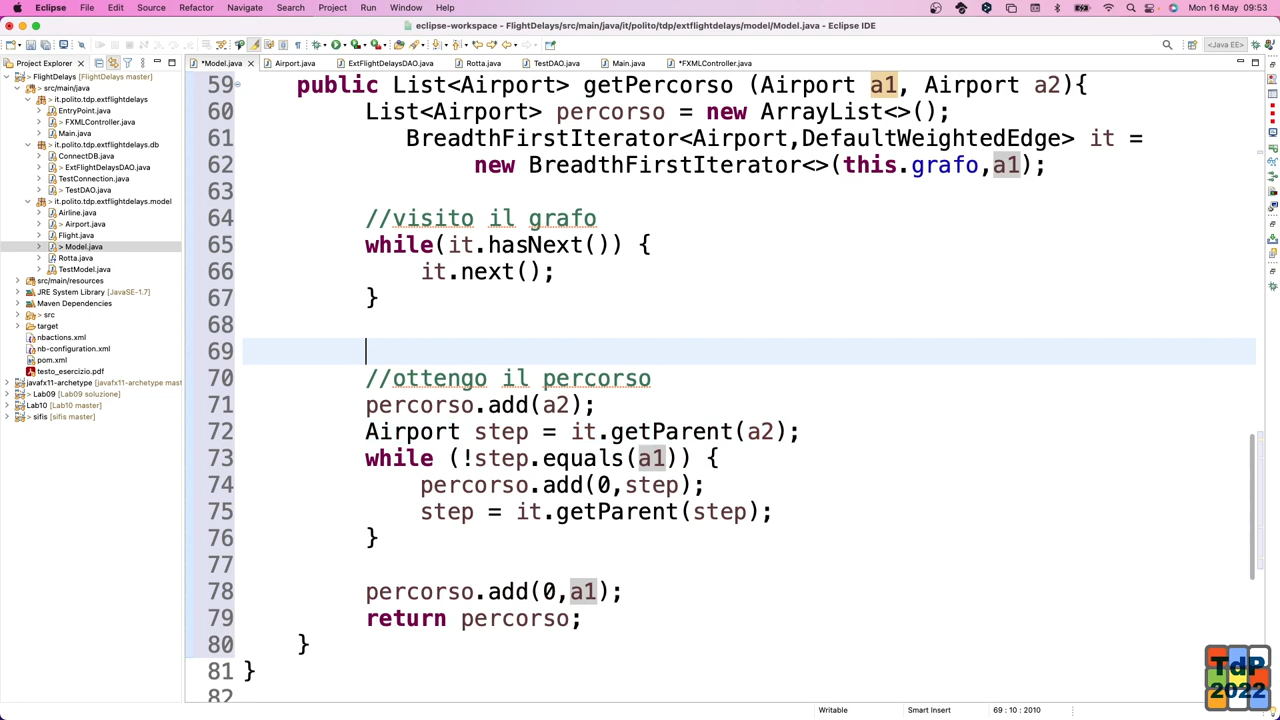 Eclipse File Edit Source Refactor Navigate Search Project Run Window Help Mon 16 May 09:53
eclipse-workspace - FlightDelays/src/main/java/it/polito/tdp/extflightdelays/model/Model.java - Eclipse IDE
<Java EE>
Project Explorer
*Model.java Airport.java ExtFlightDelaysDAO.java Rotta.java TestDAO.java Main.java *FXMLController.java
> FlightDelays [FlightDelays master]
> src/main/java
> it.polito.tdp.extflightdelays
EntryPoint.java
> FXMLController.java
Main.java
> it.polito.tdp.extflightdelays.db
ConnectDB.java
> ExtFlightDelaysDAO.java
TestConnection.java
> TestDAO.java
> it.polito.tdp.extflightdelays.model
Airline.java
> Airport.java
Flight.java
> Model.java
Rotta.java
TestModel.java
src/main/resources
JRE System Library [JavaSE-1.7]
Maven Dependencies
> src
target
nbactions.xml
nb-configuration.xml
pom.xml
testo_esercizio.pdf
javafx11-archetype [javafx11-archetype mast
> Lab09 [Lab09 soluzione]
Lab10 [Lab10 master]
> sifis [sifis master]
59 public List<Airport> getPercorso (Airport a1, Airport a2){
60 List<Airport> percorso = new ArrayList<>();
61 BreadthFirstIterator<Airport,DefaultWeightedEdge> it =
62 new BreadthFirstIterator<>(this.grafo,a1);
63
64 //visito il grafo
65 while(it.hasNext()) {
66 it.next();
67 }
68
69
70 //ottengo il percorso
71 percorso.add(a2);
72 Airport step = it.getParent(a2);
73 while (!step.equals(a1)) {
74 percorso.add(0,step);
75 step = it.getParent(step);
76 }
77
78 percorso.add(0,a1);
79 return percorso;
80 }
81 }
82
TdP
2022
Writable Smart Insert 69 : 10 : 2010